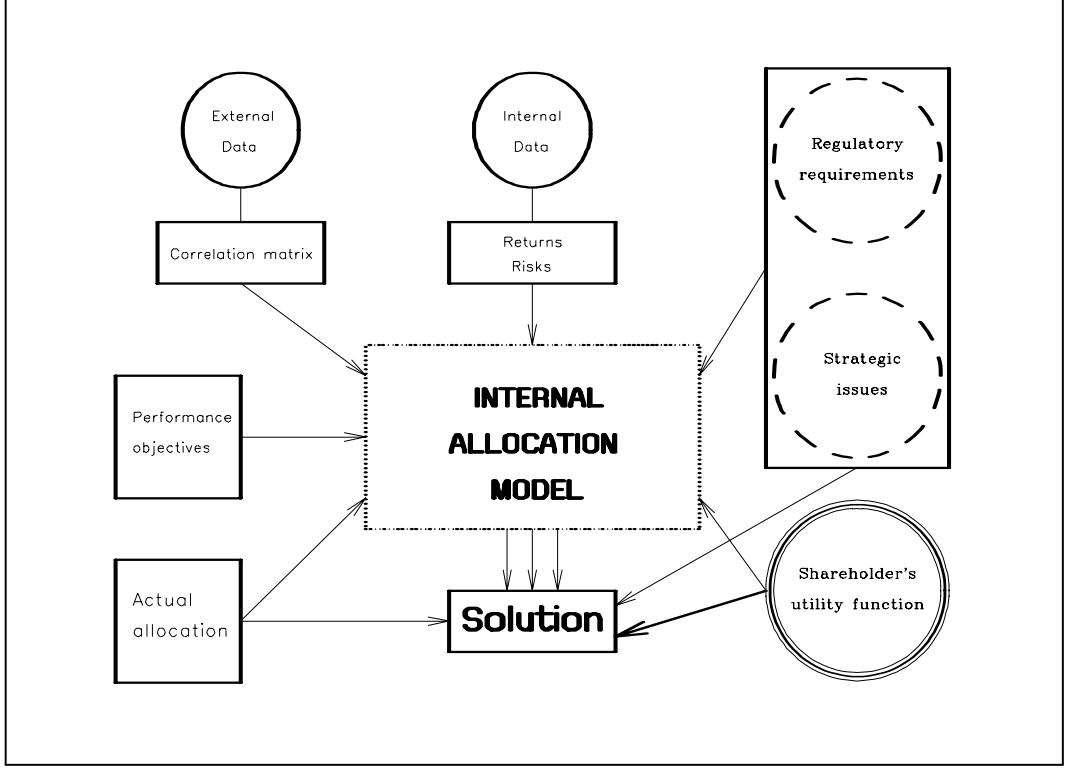 External
Data
Internal
Data
Regulatory
requirements
Correlation matrix
Returns
Risks
Strategic
issues
Performance
objectives
INTERNAL
ALLOCATION
MODEL
Actual
allocation
Solution
Shareholder's
utility function